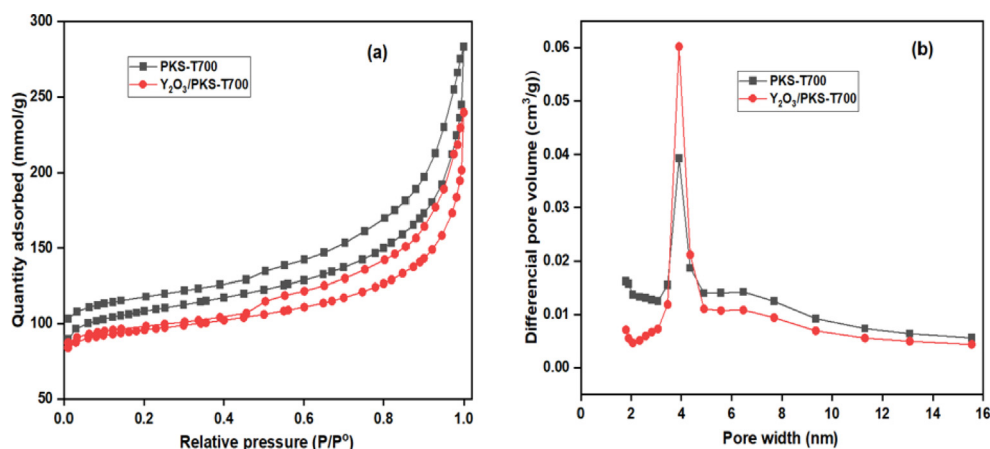 (a)
PKS-T700
Y₂O₃/PKS-T700
Quantity adsorbed (mmol/g)
300
250
200
150
100
50
0.0 0.2 0.4 0.6 0.8 1.0
Relative pressure (P/P⁰)
(b)
PKS-T700
Y₂O₃/PKS-T700
Differencial pore volume (cm³/g))
0.06
0.05
0.04
0.03
0.02
0.01
0.00
0 2 4 6 8 10 12 14 16
Pore width (nm)